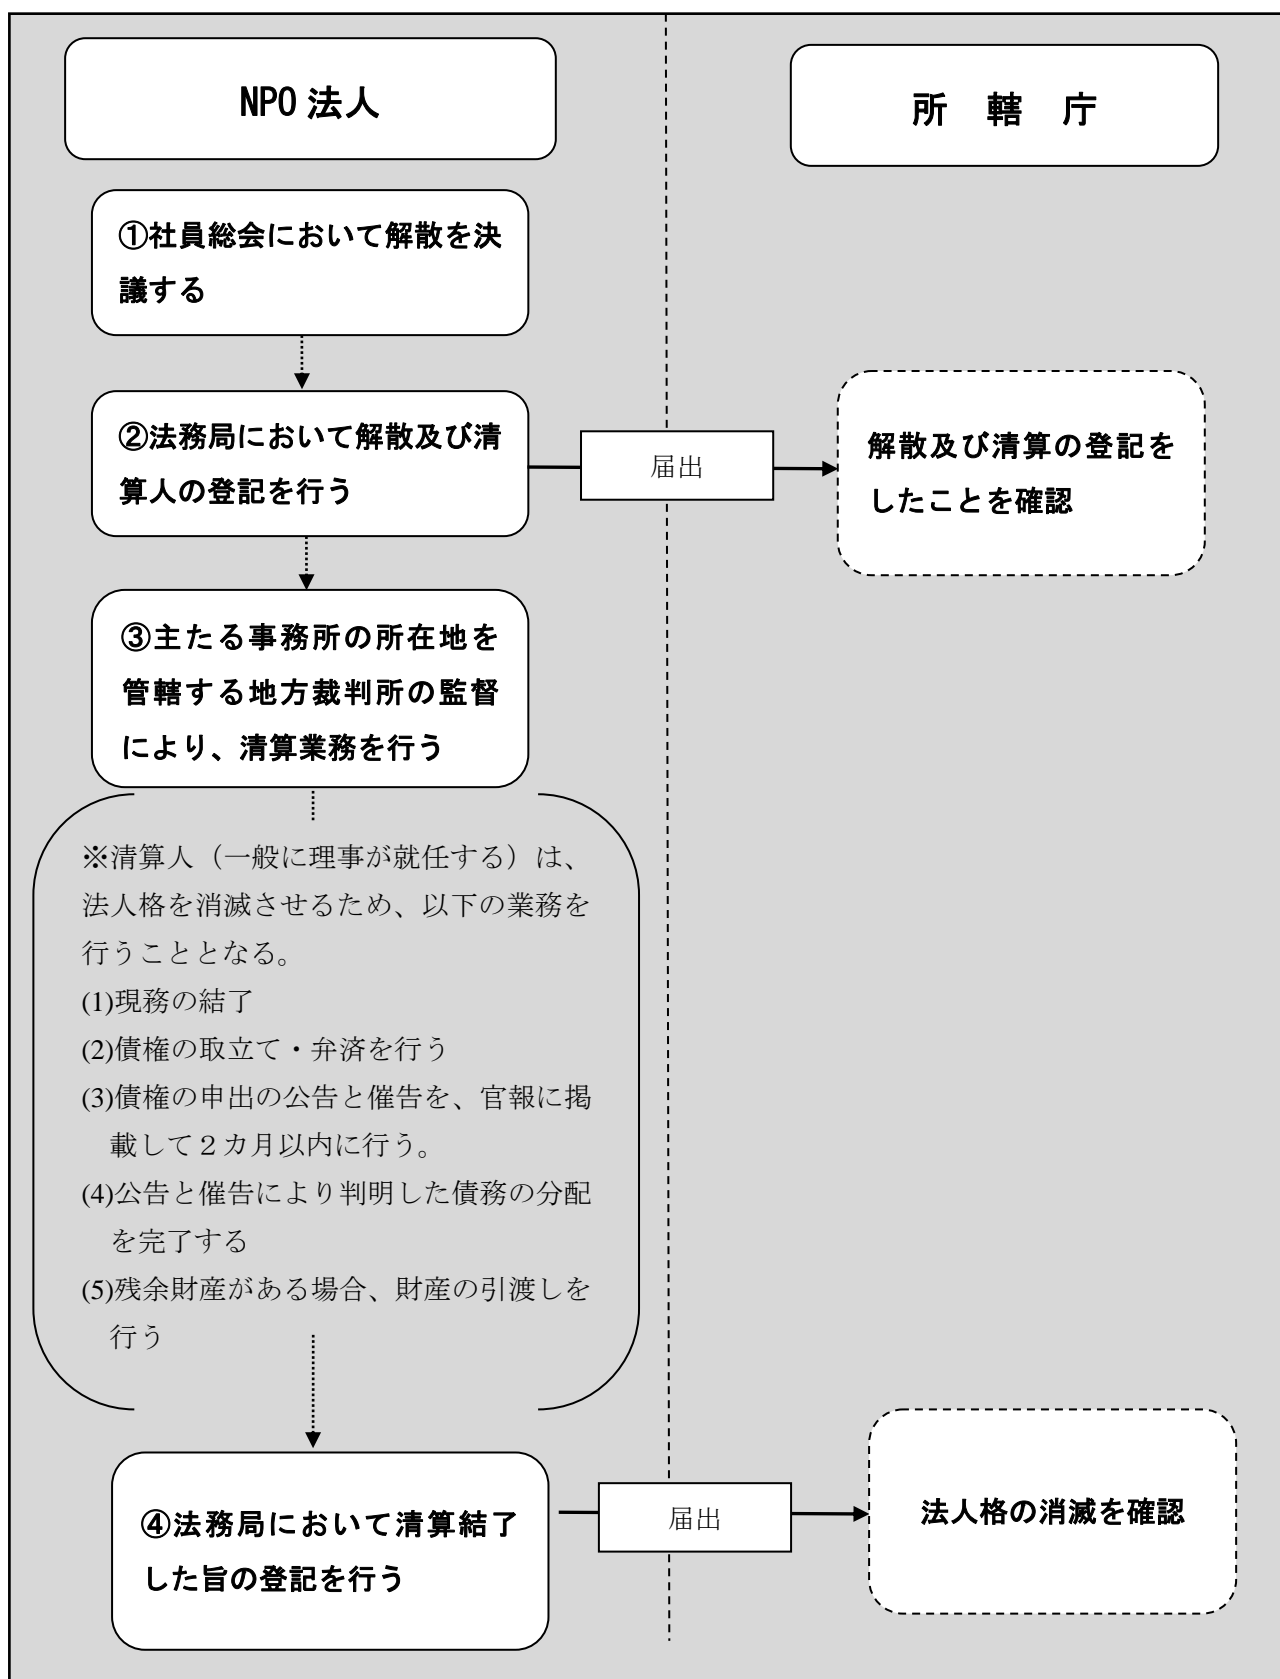 NPO 法人
所 轄 庁
①社員総会において解散を決
議する
②法務局において解散及び清
算人の登記を行う
届出
解散及び清算の登記を
したことを確認
③主たる事務所の所在地を
管轄する地方裁判所の監督
により、清算業務を行う
※清算人（一般に理事が就任する）は、
法人格を消滅させるため、以下の業務を
行うこととなる。
(1)現務の結了
(2)債権の取立て・弁済を行う
(3)債権の申出の公告と催告を、官報に掲
載して２カ月以内に行う。
(4)公告と催告により判明した債務の分配
を完了する
(5)残余財産がある場合、財産の引渡しを
行う
④法務局において清算結了
した旨の登記を行う
届出
法人格の消滅を確認